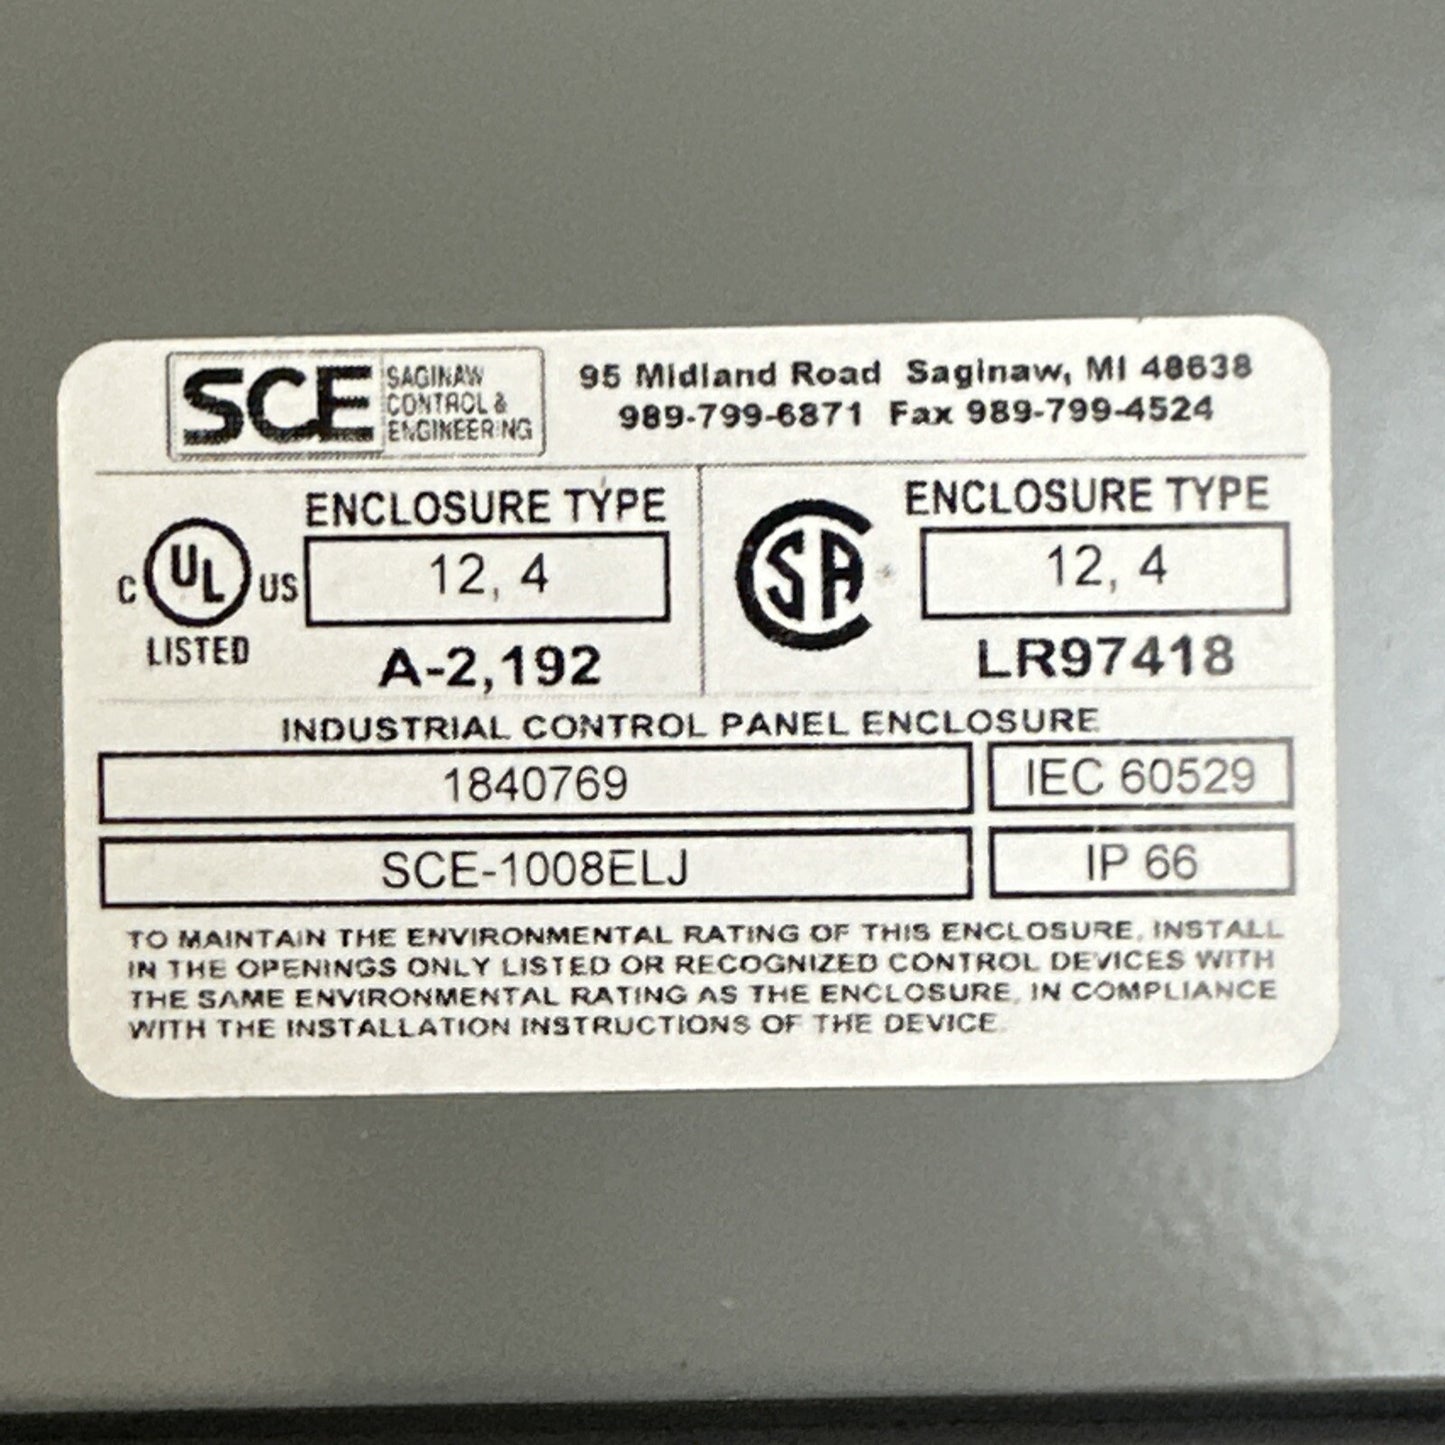 SCE
SAGINAW
CONTROL &
ENGINEERING
95 Midland Road Saginaw, MI 48638
989-799-6871 Fax 989-799-4524
ENCLOSURE TYPE
C UL US
LISTED
12, 4
A-2,192
CSA
ENCLOSURE TYPE
12, 4
LR97418
INDUSTRIAL CONTROL PANEL ENCLOSURE
1840769
IEC 60529
SCE-1008ELJ
IP 66
TO MAINTAIN THE ENVIRONMENTAL RATING OF THIS ENCLOSURE, INSTALL
IN THE OPENINGS ONLY LISTED OR RECOGNIZED CONTROL DEVICES WITH
THE SAME ENVIRONMENTAL RATING AS THE ENCLOSURE, IN COMPLIANCE
WITH THE INSTALLATION INSTRUCTIONS OF THE DEVICE.